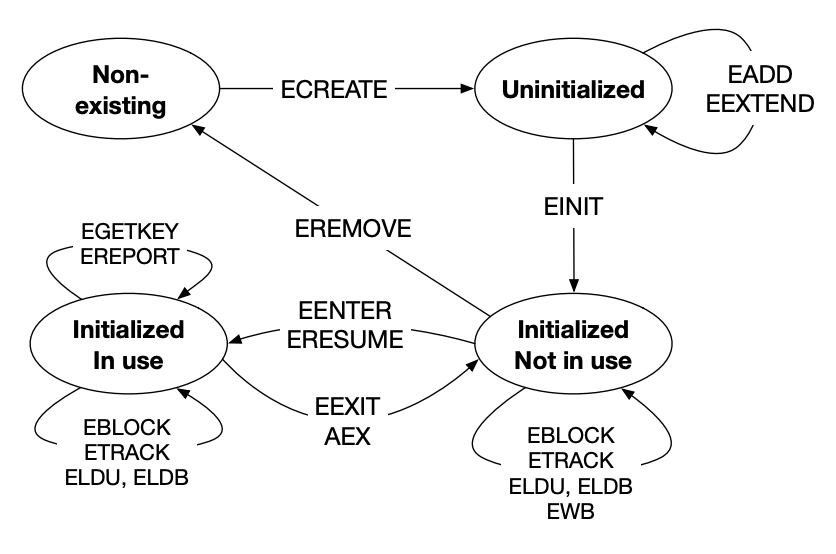 Non-
existing
ECREATE
Uninitialized
EADD
EEXTEND
EINIT
EREMOVE
EGETKEY
EREPORT
Initialized
In use
EENTER
ERESUME
Initialized
Not in use
EEXIT
AEX
EBLOCK
ETRACK
ELDU, ELDB
EBLOCK
ETRACK
ELDU, ELDB
EWB